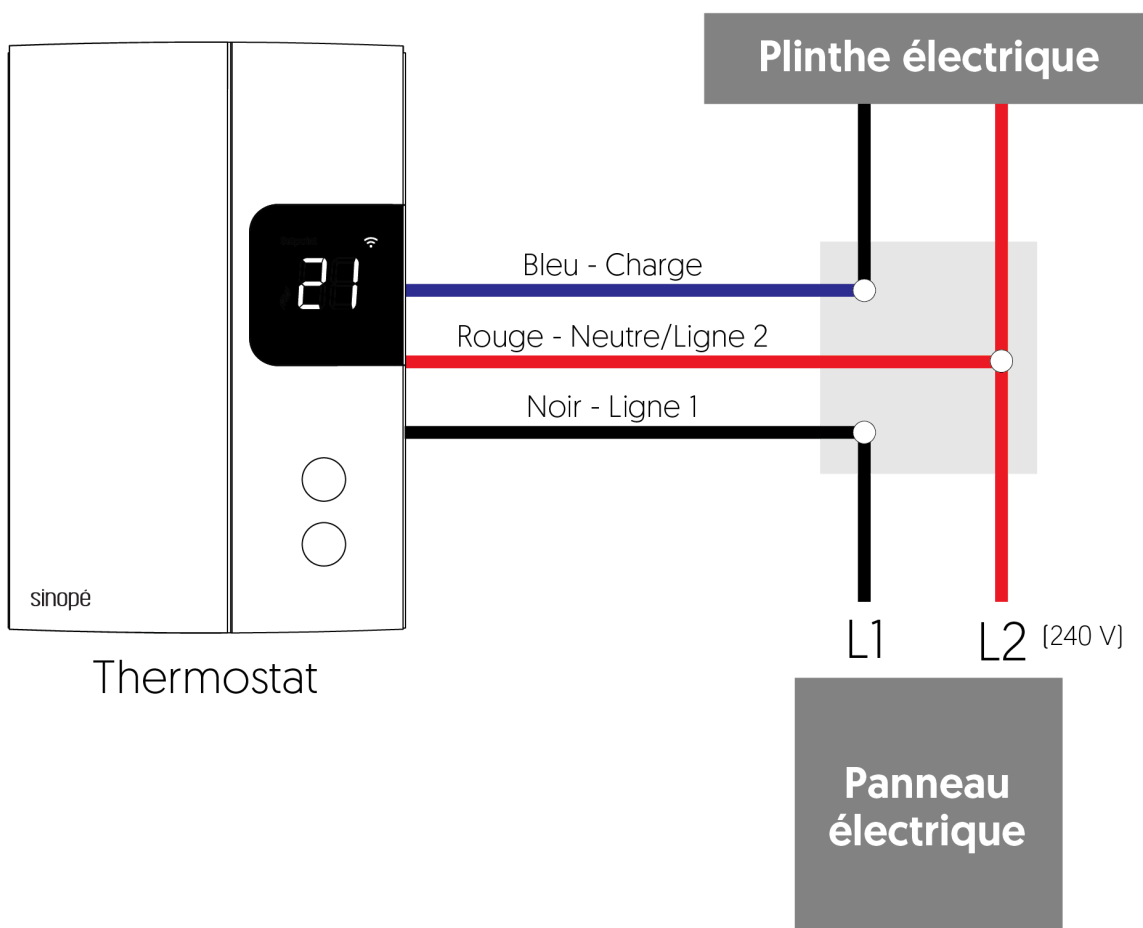 Plinthe électrique
Bleu - Charge
21
Rouge - Neutre/Ligne 2
Noir - Ligne 1
sinopé
Thermostat
L1
L2 (240 V)
Panneau
électrique